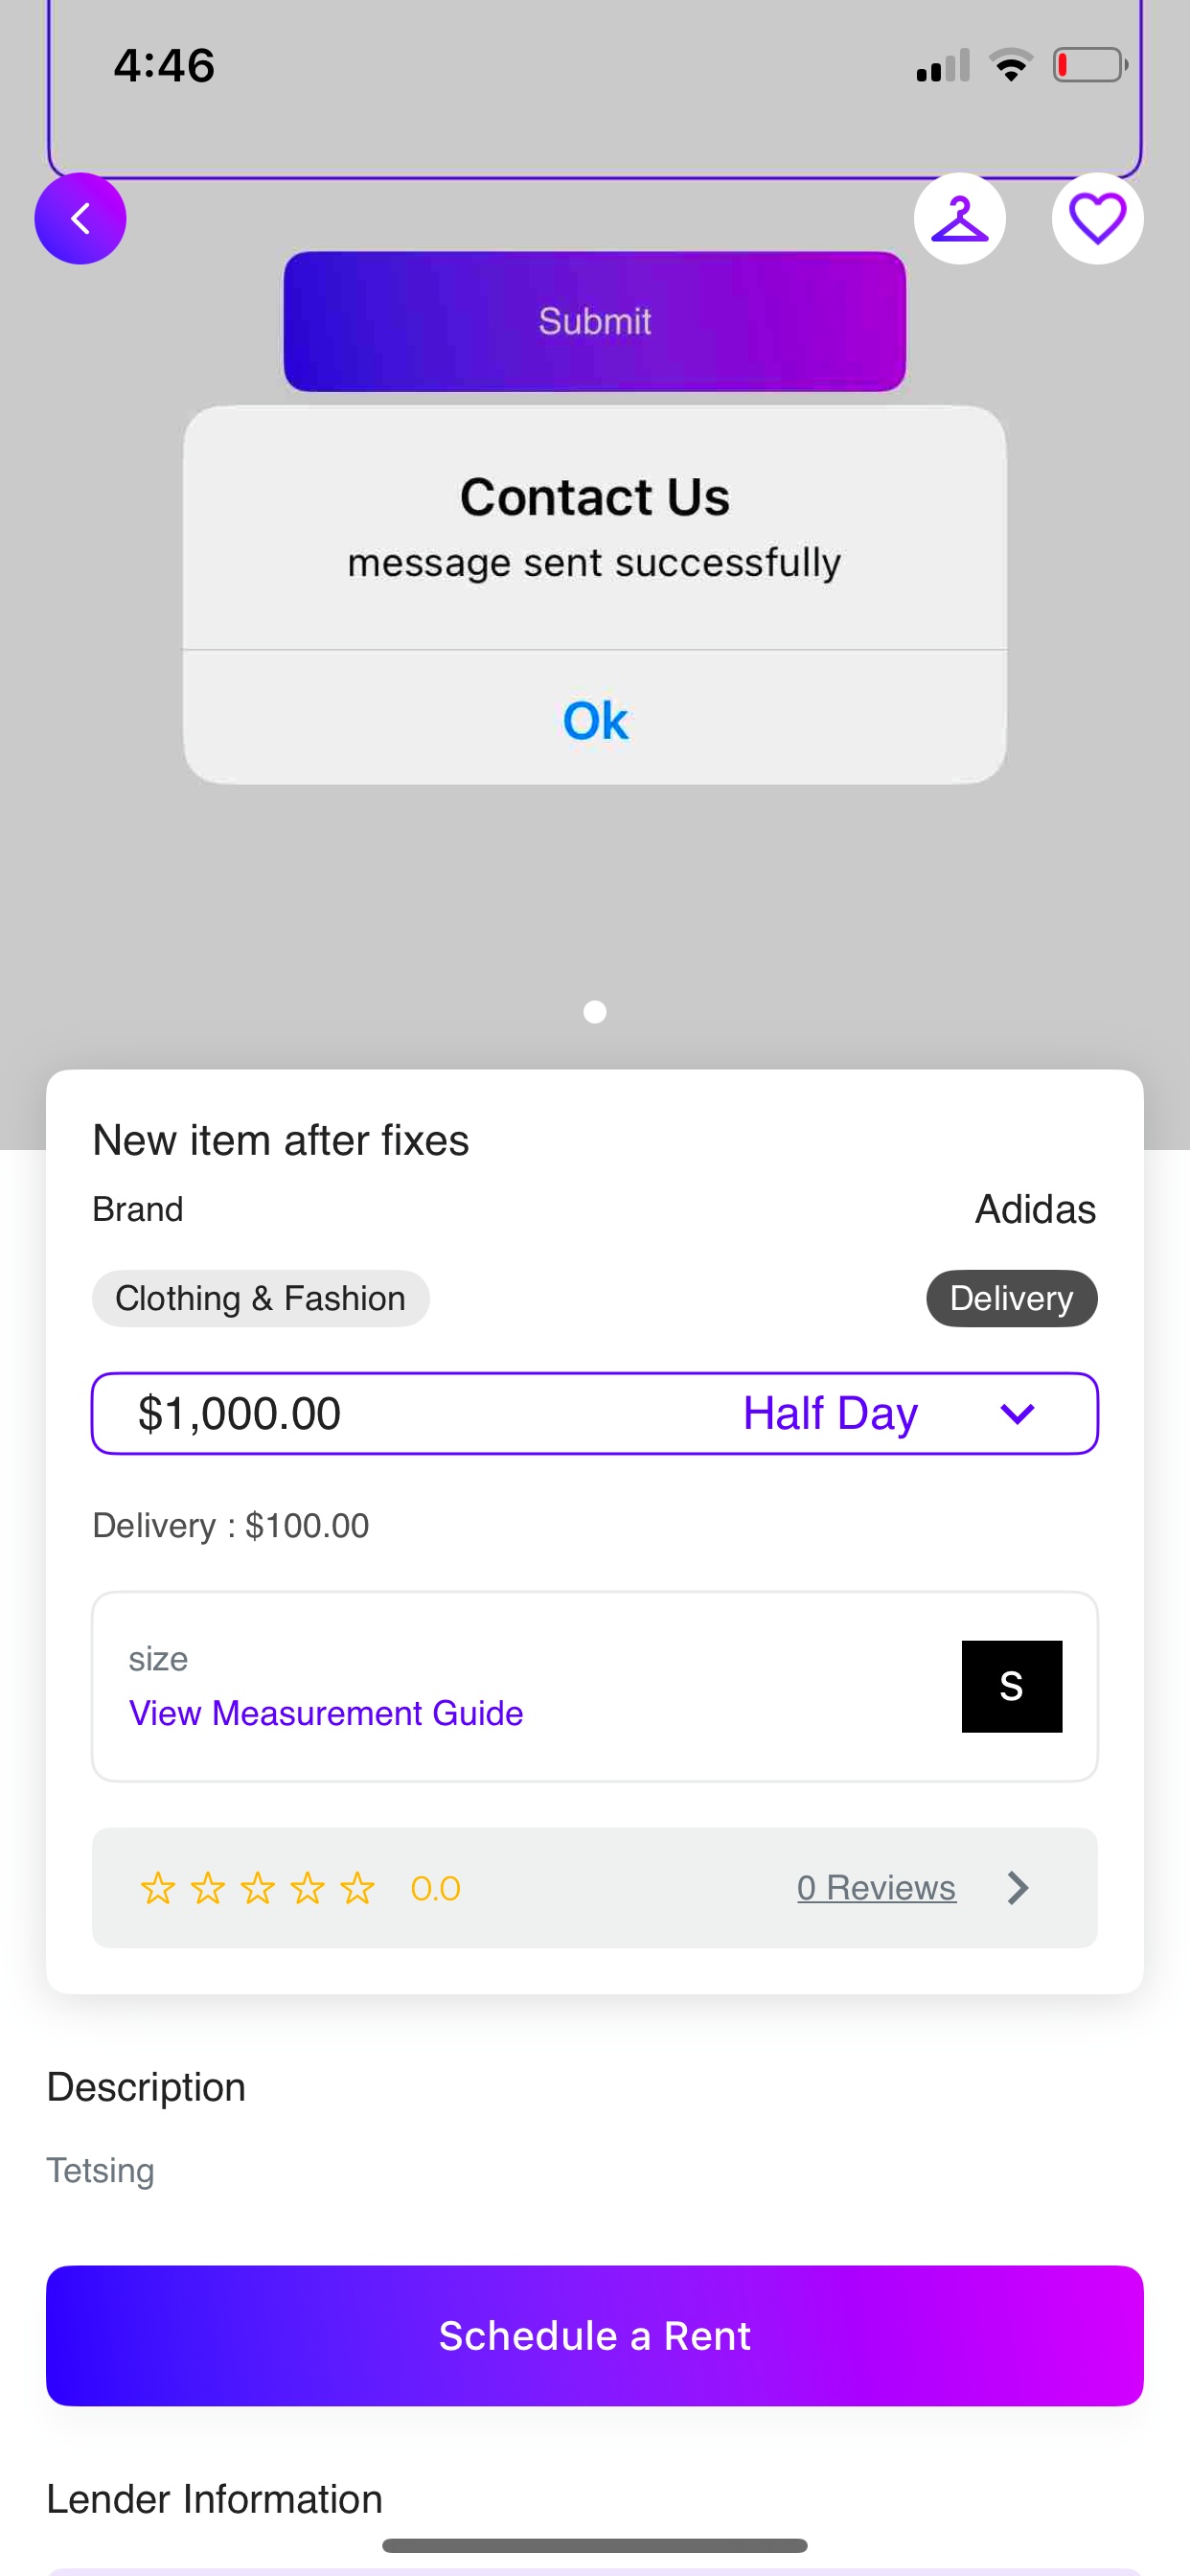 4:46
Submit
Contact Us
message sent successfully
Ok
New item after fixes
Brand Adidas
Clothing & Fashion Delivery
$1,000.00 Half Day
Delivery : $100.00
size
View Measurement Guide
S
0.0 0 Reviews
Description
Tetsing
Schedule a Rent
Lender Information